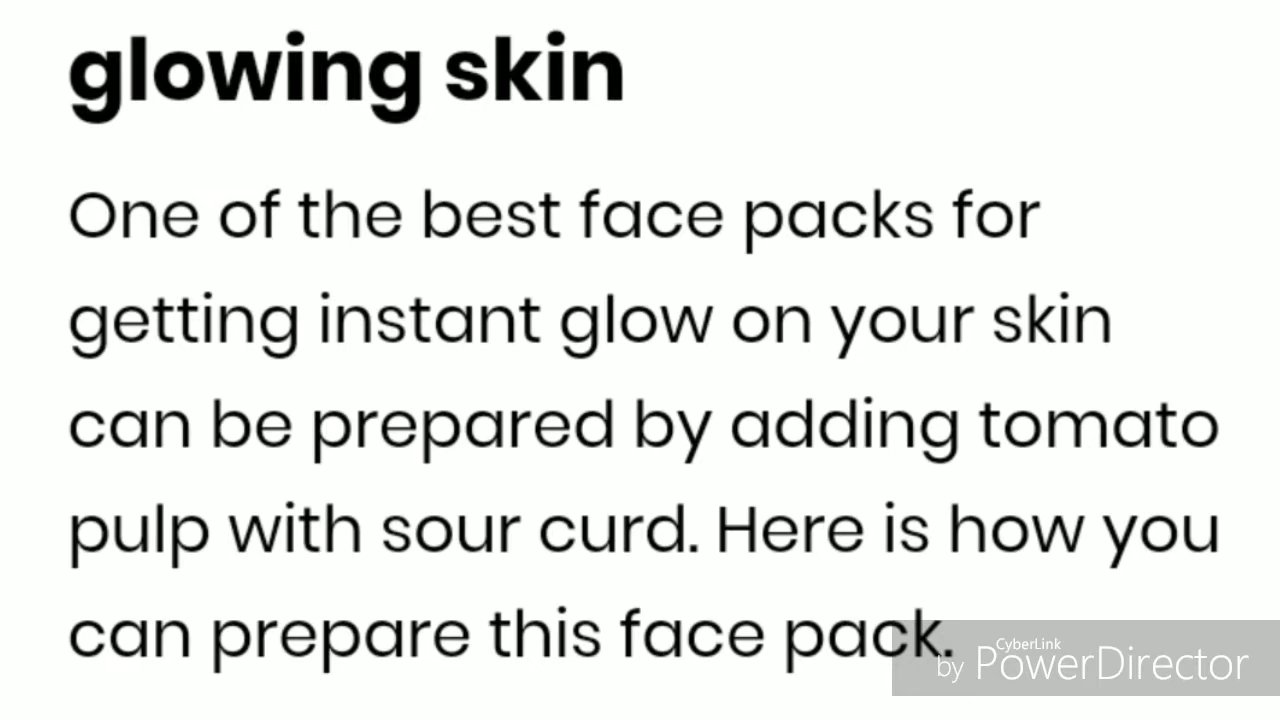 glowing skin
One of the best face packs for
getting instant glow on your skin
can be prepared by adding tomato
pulp with sour curd. Here is how you
can prepare this face pack.
CyberLink
by PowerDirector